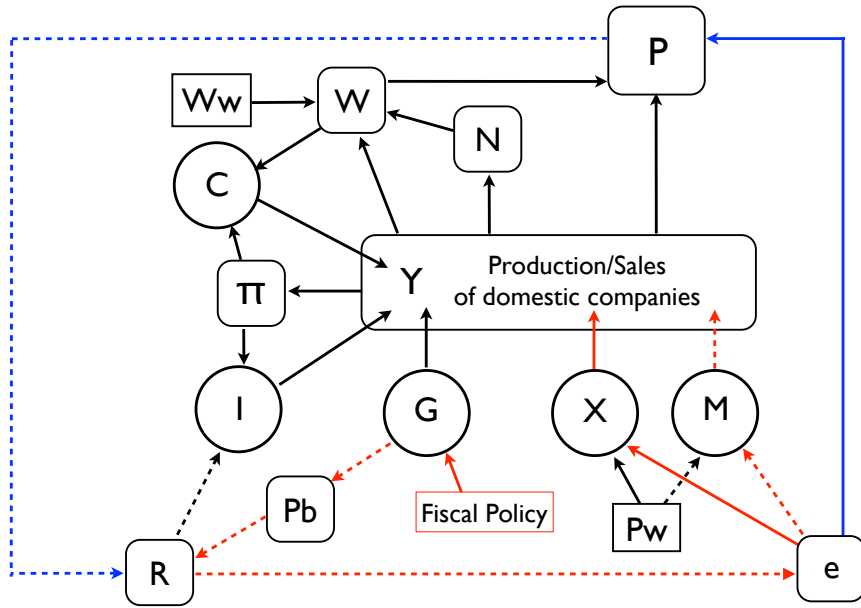 P
Ww
W
N
C
Y
Production/Sales
of domestic companies
π
I
G
X
M
Pb
Fiscal Policy
Pw
R
e